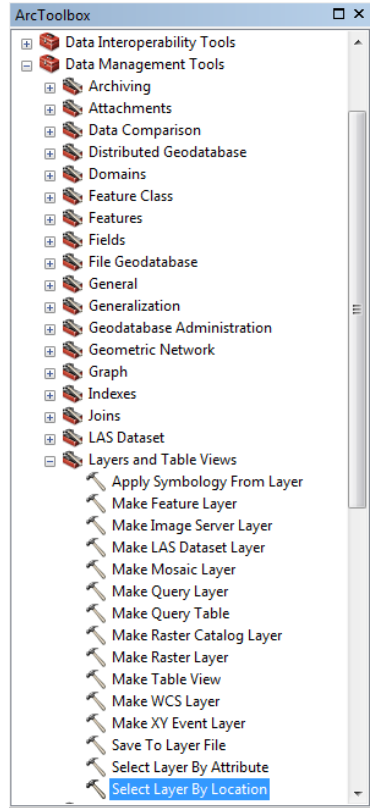 ArcToolbox
Data Interoperability Tools
Data Management Tools
Archiving
Attachments
Data Comparison
Distributed Geodatabase
Domains
Feature Class
Features
Fields
File Geodatabase
General
Generalization
Geodatabase Administration
Geometric Network
Graph
Indexes
Joins
LAS Dataset
Layers and Table Views
Apply Symbology From Layer
Make Feature Layer
Make Image Server Layer
Make LAS Dataset Layer
Make Mosaic Layer
Make Query Layer
Make Query Table
Make Raster Catalog Layer
Make Raster Layer
Make Table View
Make WCS Layer
Make XY Event Layer
Save To Layer File
Select Layer By Attribute
Select Layer By Location